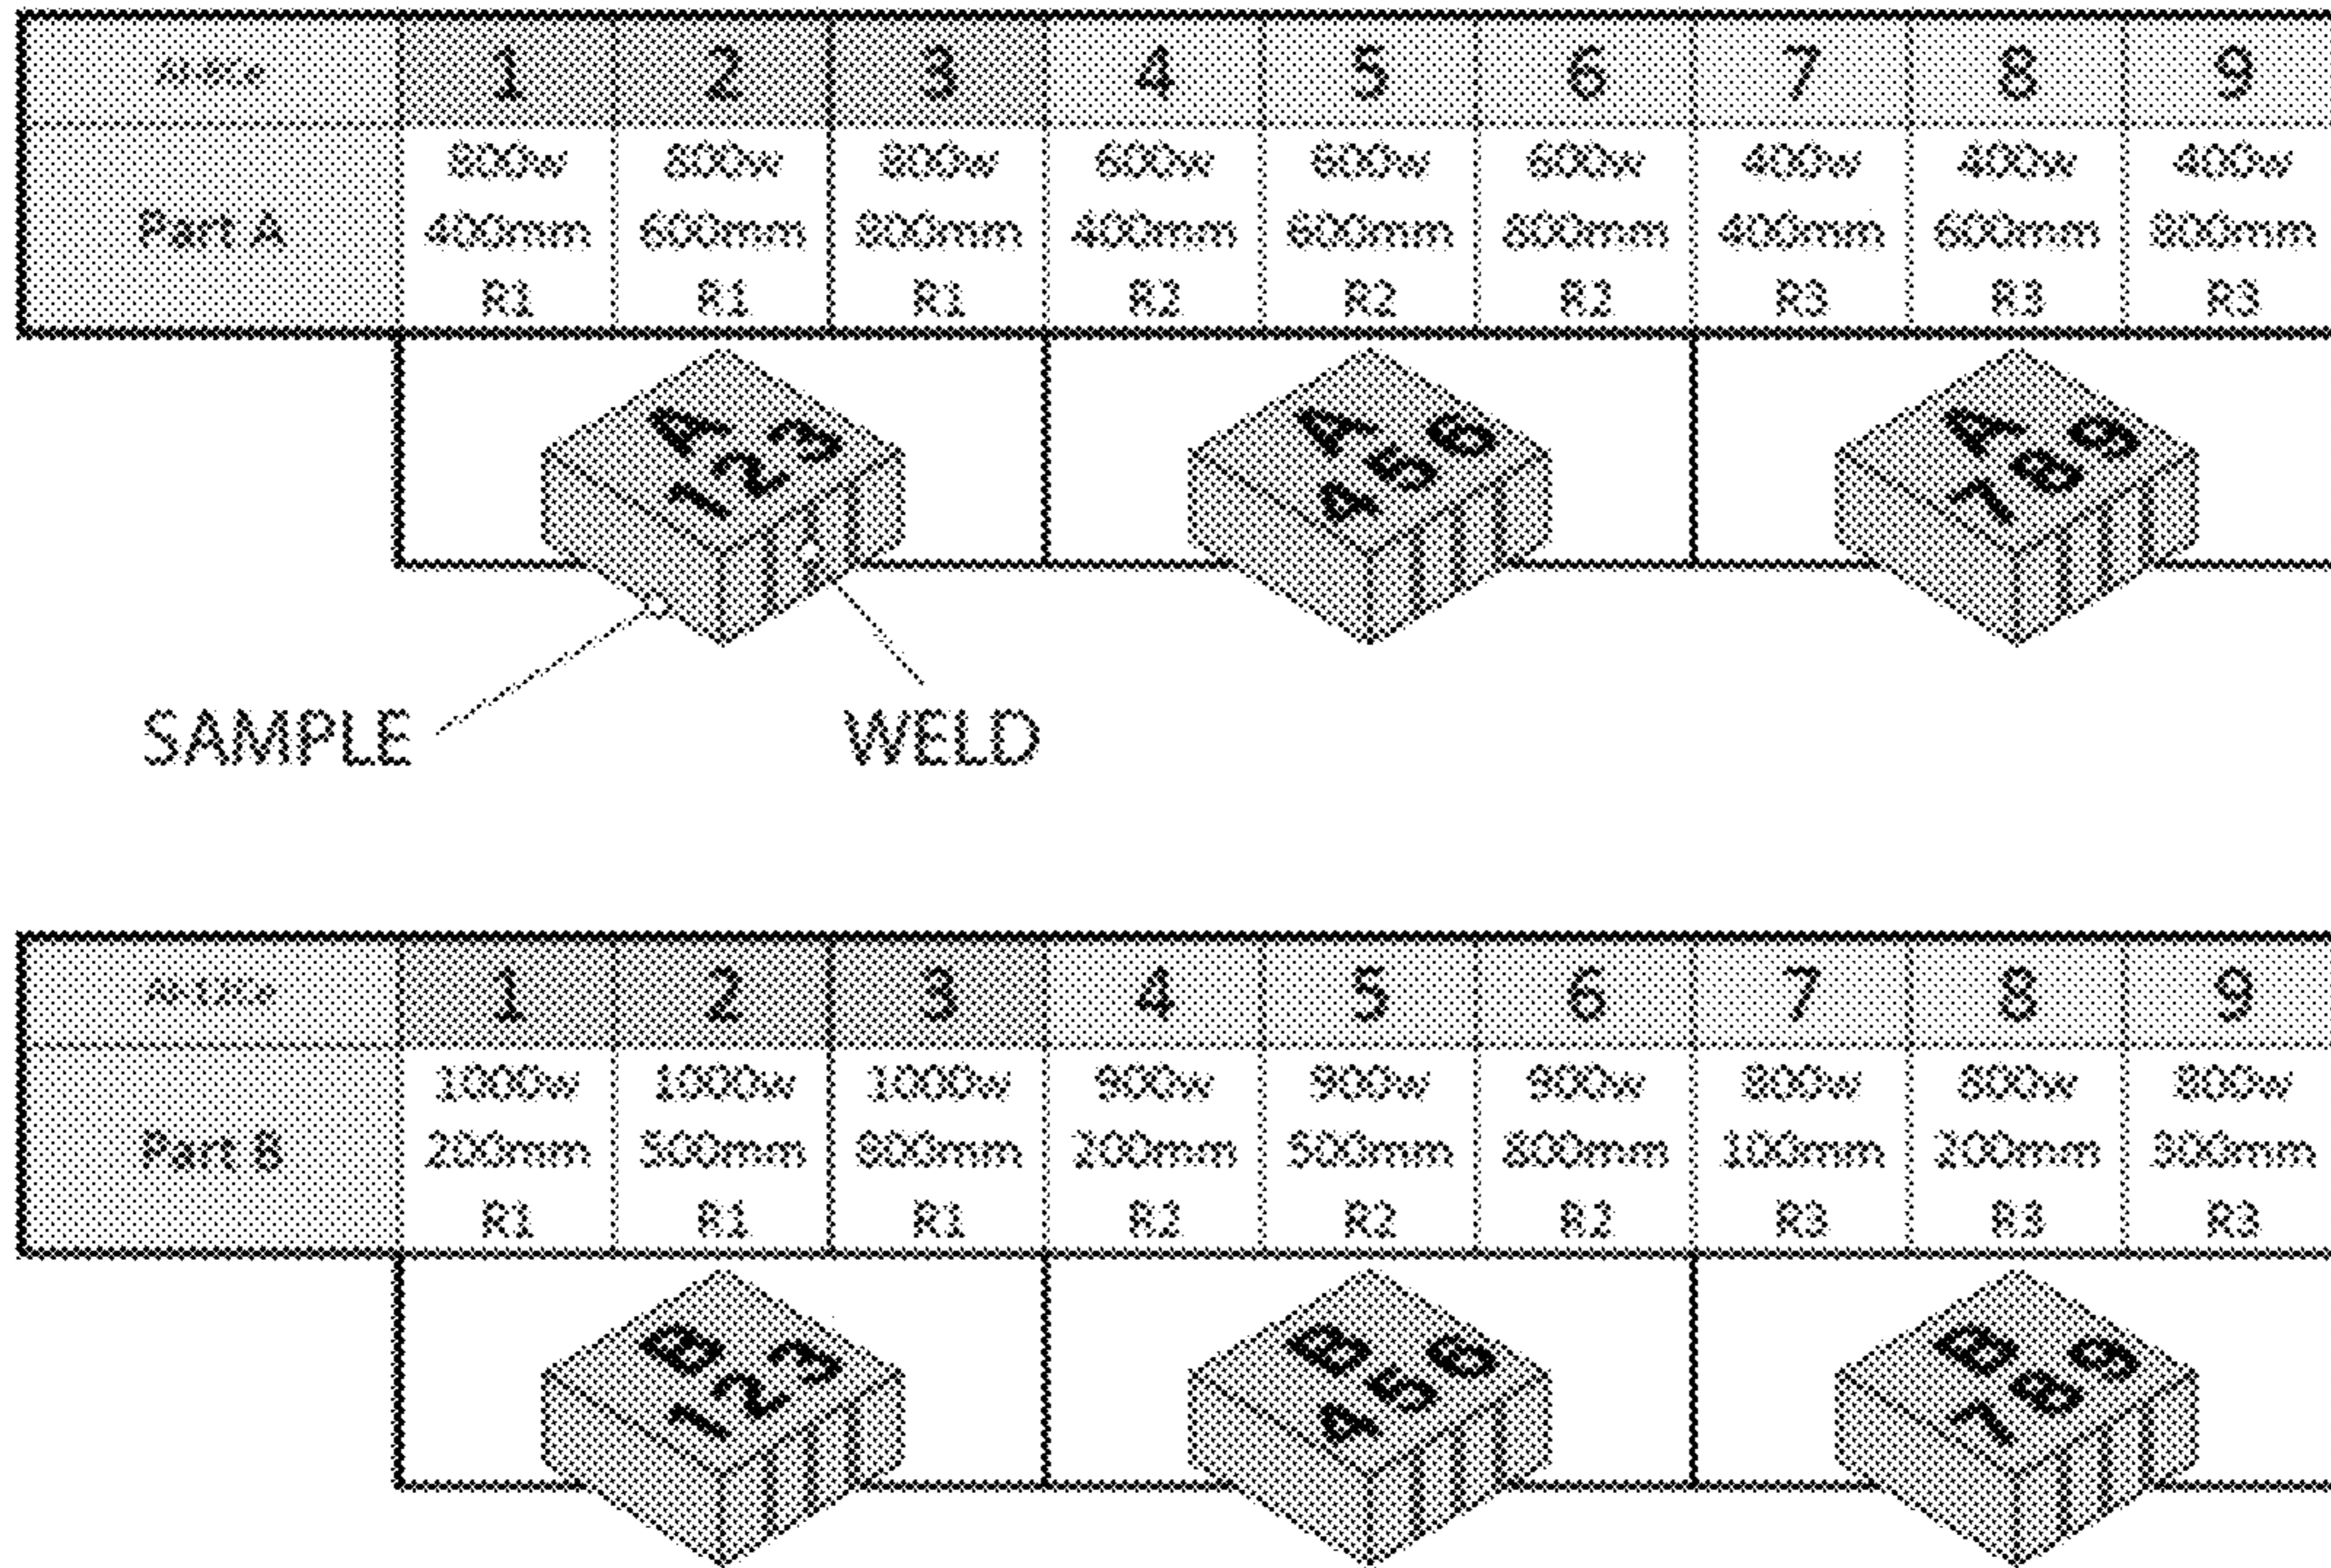 1 2 3 4 5 6 7 8 9
800w 800w 800w 600w 600w 600w 400w 400w 400w
Part A 400mm 600mm 800mm 400mm 600mm 800mm 400mm 600mm 800mm
R1 R1 R1 R2 R2 R2 R3 R3 R3
A A A
1 2 3 4 5 6 7 8 9
SAMPLE WELD
1 2 3 4 5 6 7 8 9
1000w 1000w 1000w 900w 900w 900w 800w 800w 800w
Part B 200mm 500mm 800mm 200mm 500mm 800mm 100mm 200mm 300mm
R1 R1 R1 R2 R2 R2 R3 R3 R3
B B B
1 2 3 4 5 6 7 8 9